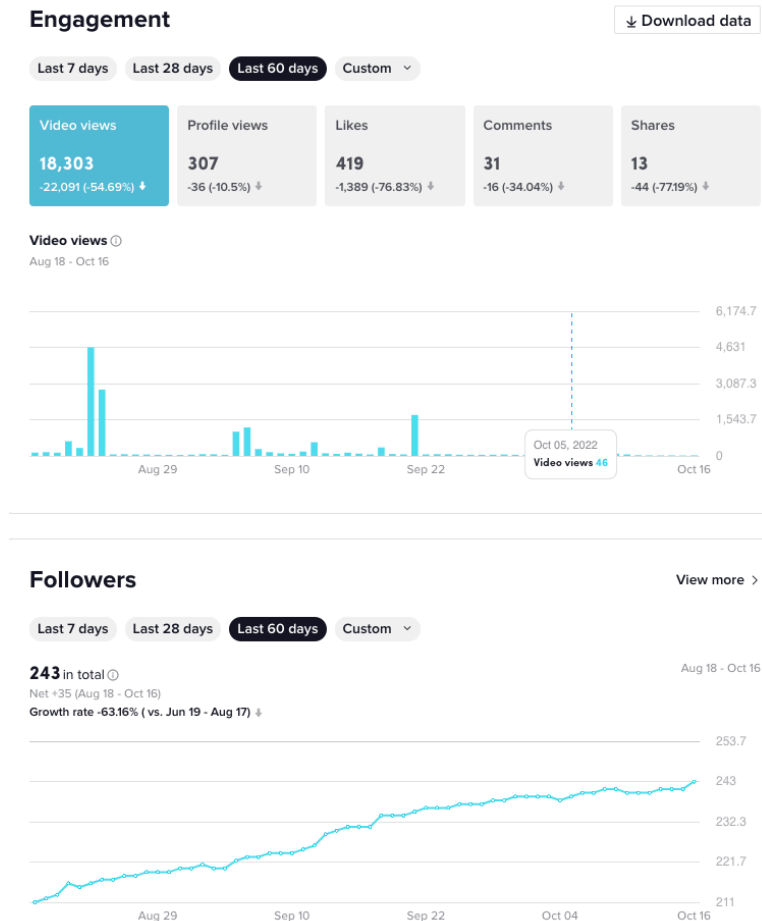 Engagement
Download data
Last 7 days Last 28 days Last 60 days Custom
Video views Profile views Likes Comments Shares
18,303 307 419 31 13
-22,091 (-54.69%) -36 (-10.5%) -1,389 (-76.83%) -16 (-34.04%) -44 (-77.19%)
Video views
Aug 18 - Oct 16
6,174.7
4,631
3,087.3
1,543.7
0
Oct 05, 2022
Video views 46
Aug 29 Sep 10 Sep 22 Oct 16
Followers
View more
Last 7 days Last 28 days Last 60 days Custom
243 in total
Aug 18 - Oct 16
Net +35 (Aug 18 - Oct 16)
Growth rate -63.16% ( vs. Jun 19 - Aug 17)
253.7
243
232.3
221.7
211
Aug 29 Sep 10 Sep 22 Oct 04 Oct 16